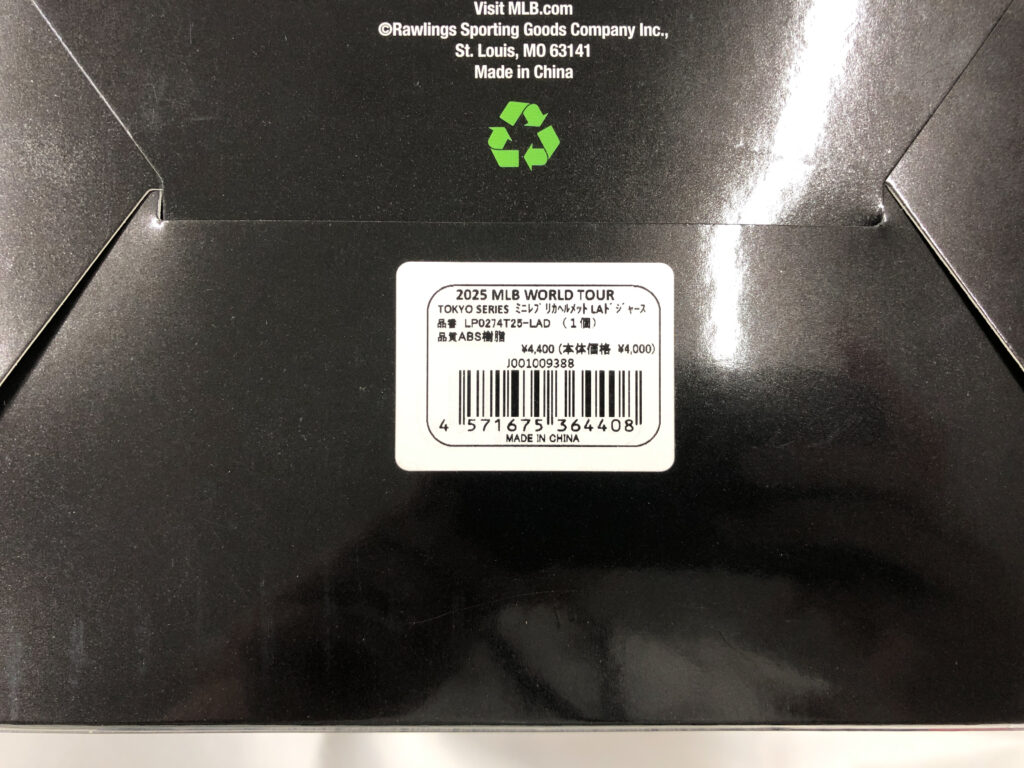 Visit MLB.com
©Rawlings Sporting Goods Company Inc.,
St. Louis, MO 63141
Made in China
2025 MLB WORLD TOUR
TOKYO SERIES ミニレプリカヘルメット LAドジャース
品番 LP0274T25-LAD (1個)
品質ABS樹脂
¥4,400 (本体価格 ¥4,000)
J001009388
4 571675 364408
MADE IN CHINA